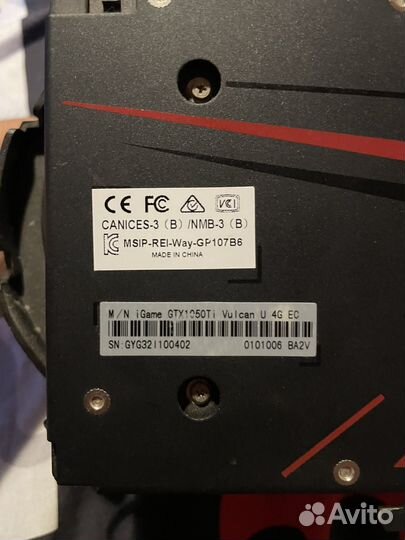 CE FC VCCI
CANICES-3 (B) /NMB-3 (B)
MSIP-REI-Way-GP107B6
MADE IN CHINA
M/N iGame GTX1050Ti Vulcan U 4G EC
SN:GYG32I100402 0101006 BA2V
Avito